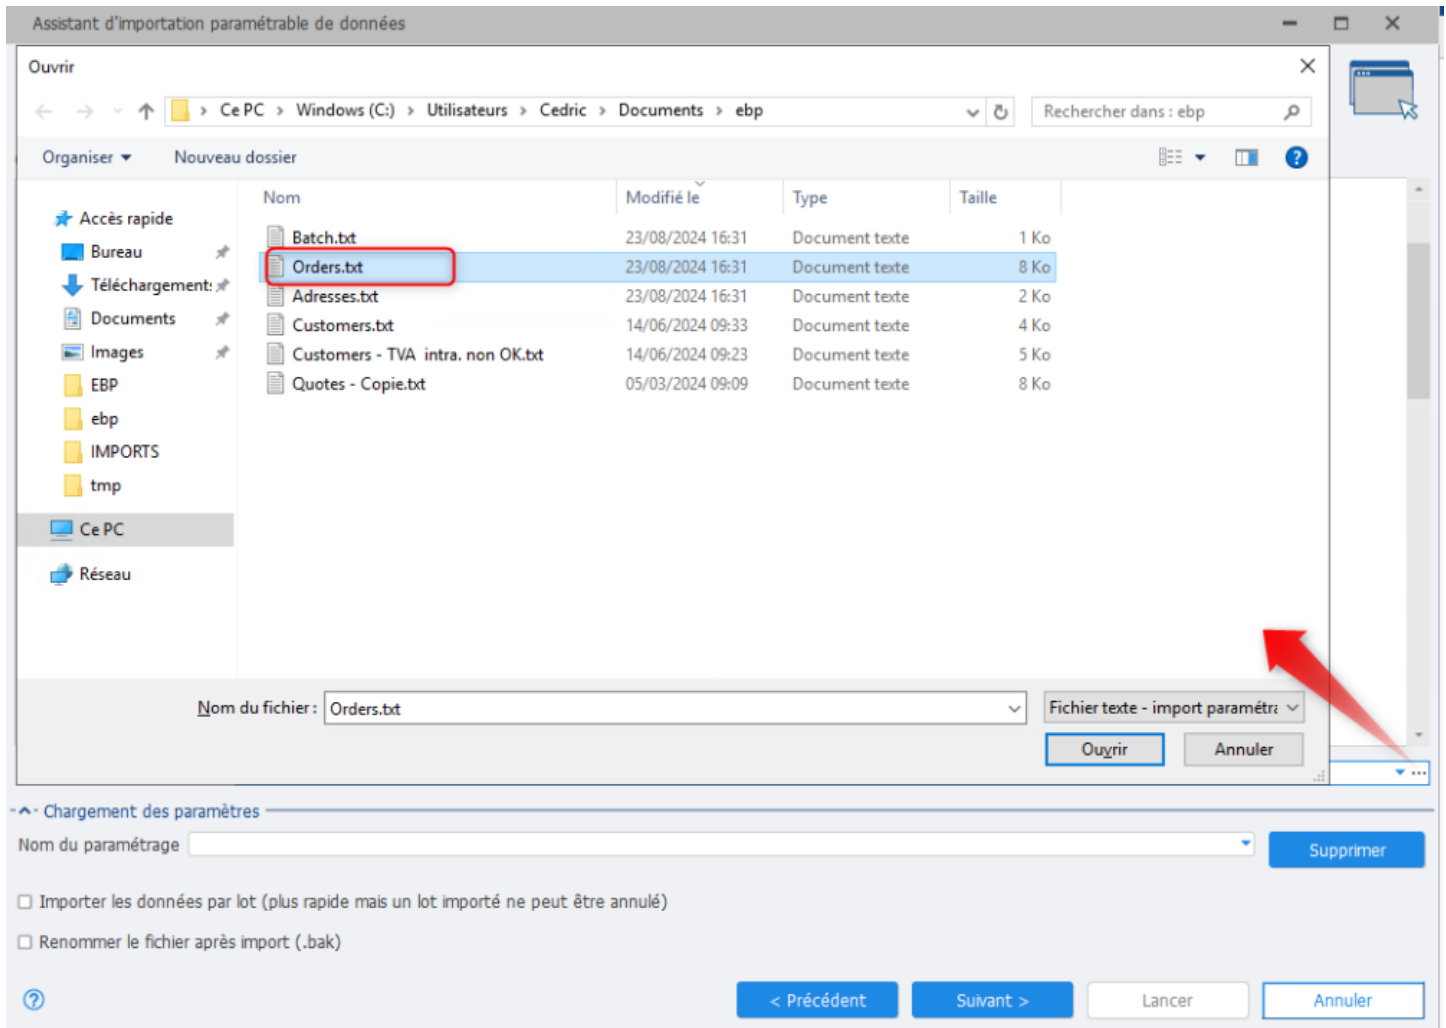 Assistant d'importation paramétrable de données
Ouvrir
Ce PC > Windows (C:) > Utilisateurs > Cedric > Documents > ebp
Rechercher dans : ebp
Organiser
Nouveau dossier
Nom
Modifié le
Type
Taille
Accès rapide
Bureau
Téléchargements
Documents
Images
EBP
ebp
IMPORTS
tmp
Ce PC
Réseau
Batch.txt 23/08/2024 16:31 Document texte 1 Ko
Orders.txt 23/08/2024 16:31 Document texte 8 Ko
Adresses.txt 23/08/2024 16:31 Document texte 2 Ko
Customers.txt 14/06/2024 09:33 Document texte 4 Ko
Customers - TVA intra. non OK.txt 14/06/2024 09:23 Document texte 5 Ko
Quotes - Copie.txt 05/03/2024 09:09 Document texte 8 Ko
Nom du fichier : Orders.txt
Fichier texte - import paramétra
Ouvrir
Annuler
Chargement des paramètres
Nom du paramétrage
Supprimer
Importer les données par lot (plus rapide mais un lot importé ne peut être annulé)
Renommer le fichier après import (.bak)
< Précédent
Suivant >
Lancer
Annuler